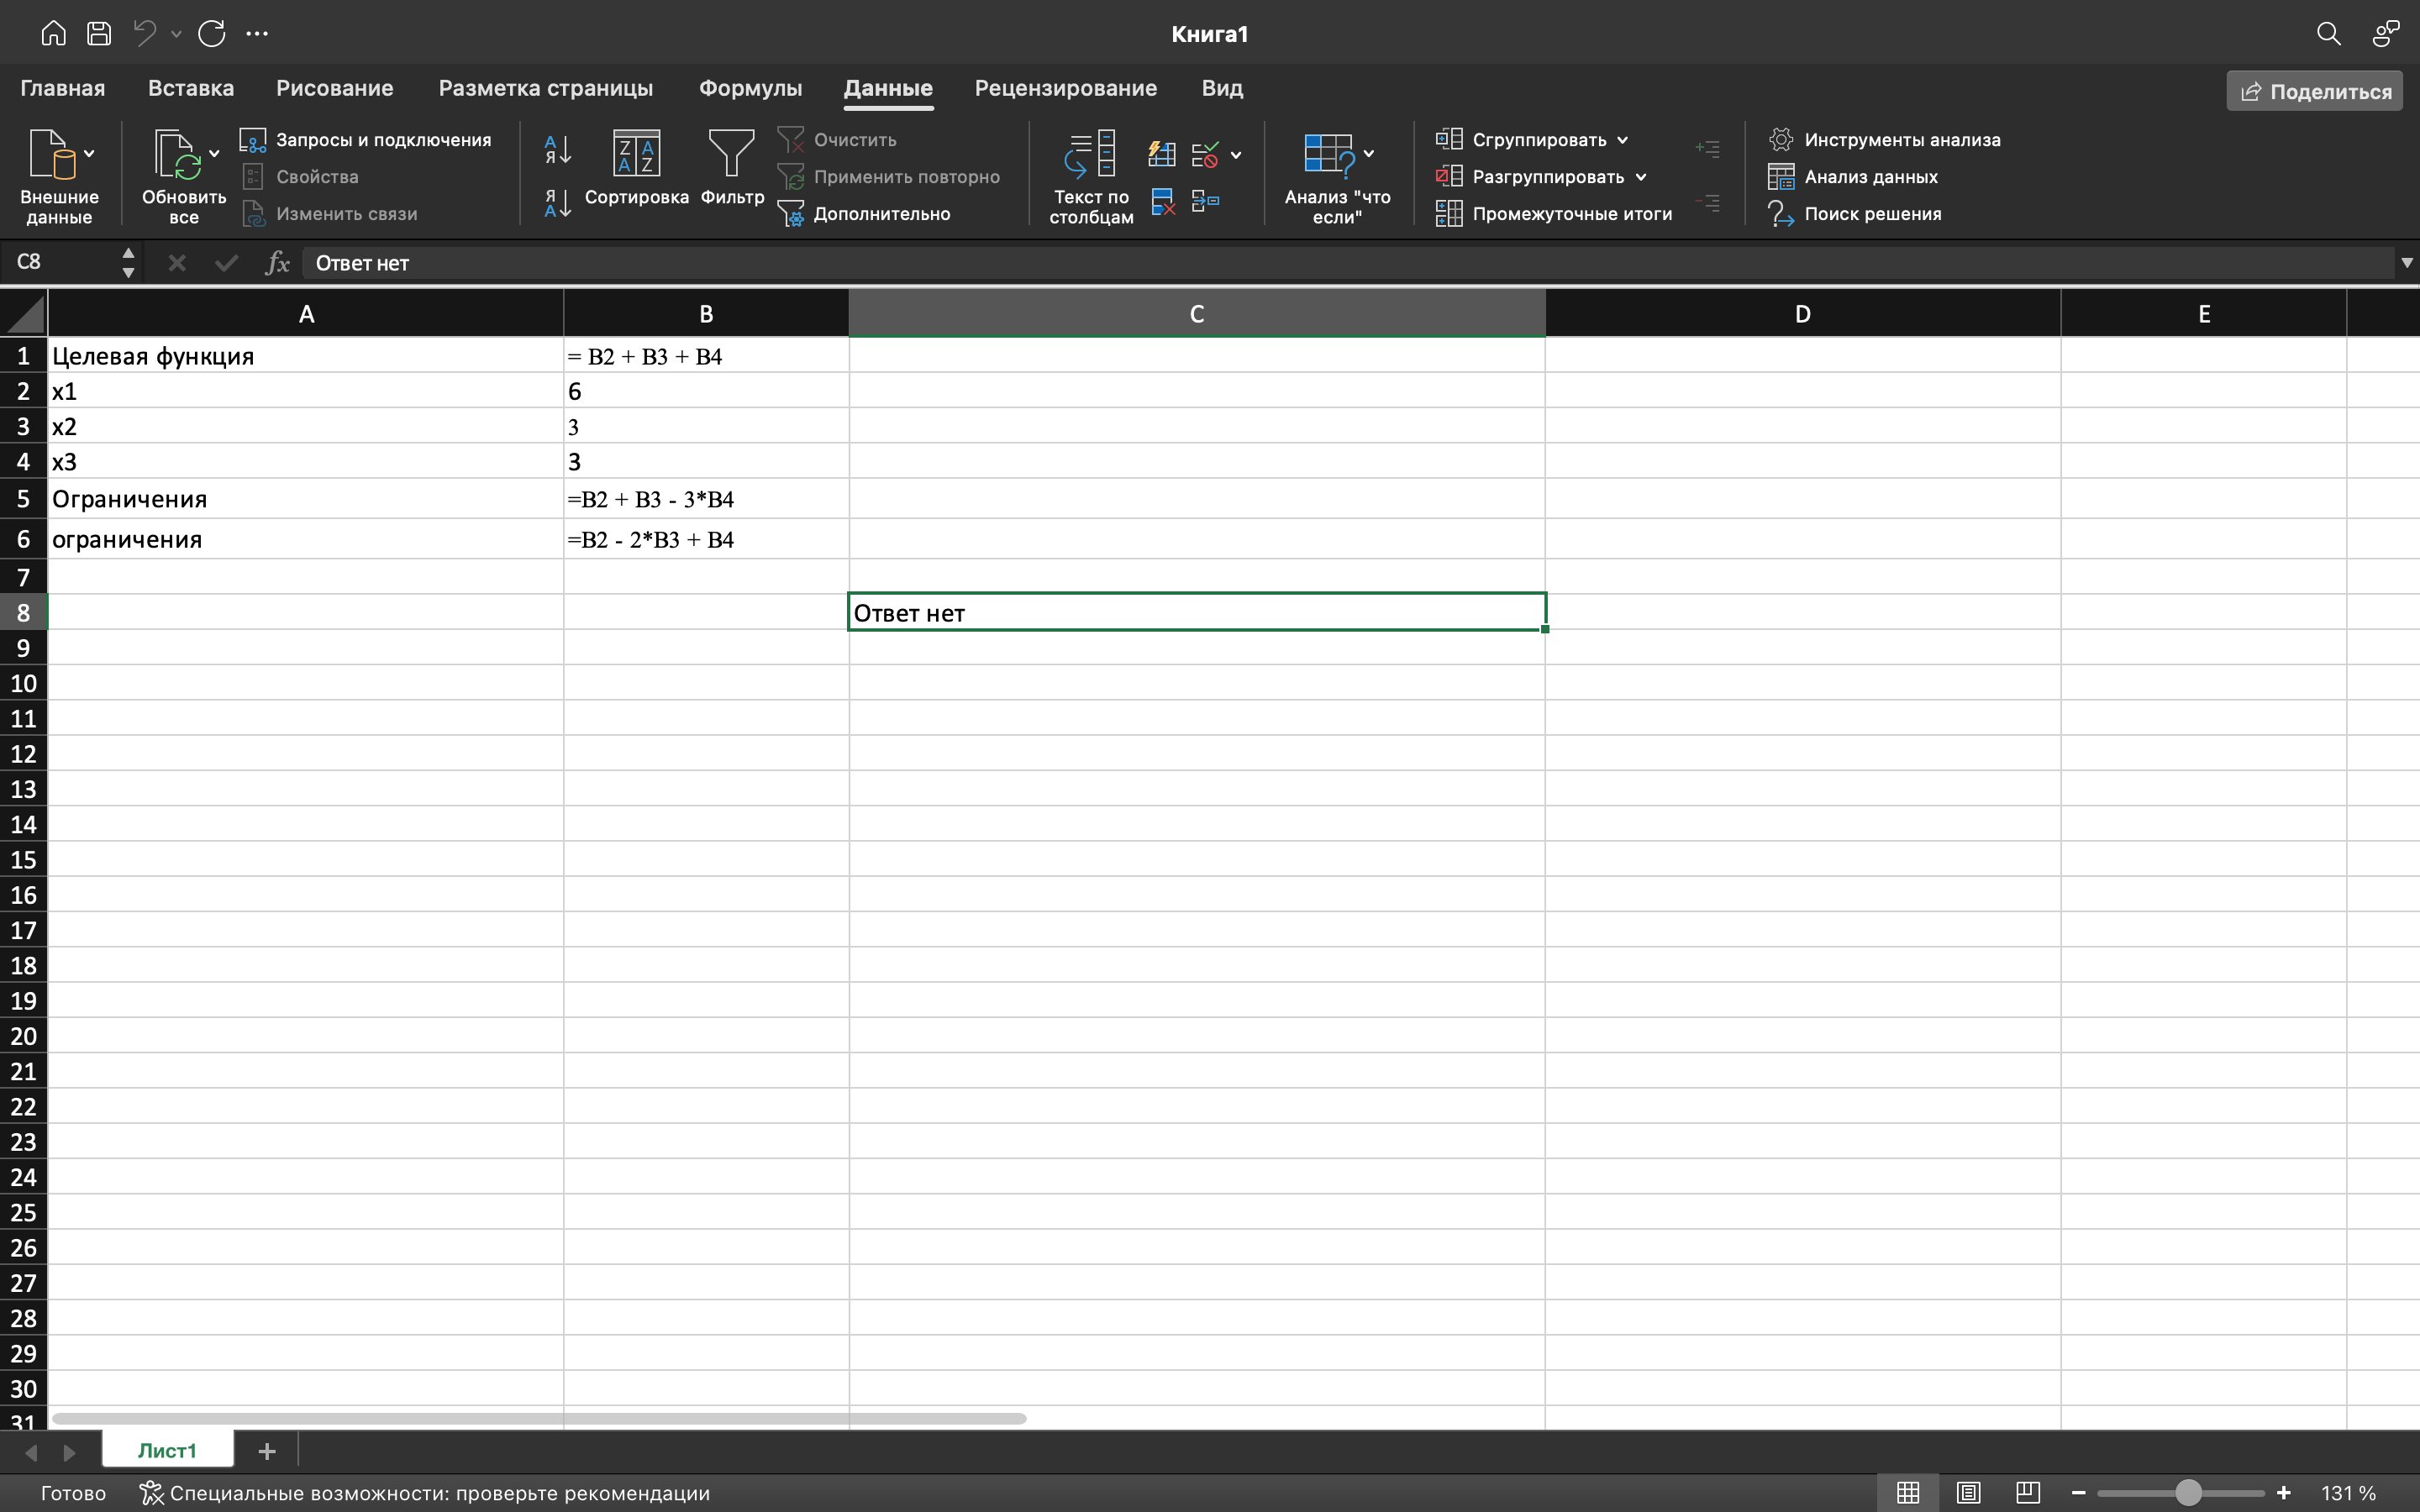 Книга1
Главная Вставка Рисование Разметка страницы Формулы Данные Рецензирование Вид Поделиться
Внешние данные
Обновить все
Запросы и подключения
Свойства
Изменить связи
А Я
Я А
Z A A Z
Сортировка
Фильтр
Очистить
Применить повторно
Дополнительно
Текст по столбцам
Анализ "что если"
Сгруппировать
Разгруппировать
Промежуточные итоги
Инструменты анализа
Анализ данных
Поиск решения
C8 fx Ответ нет
A B C D E
1 Целевая функция = B2 + B3 + B4
2 x1 6
3 x2 3
4 x3 3
5 Ограничения =B2 + B3 - 3*B4
6 ограничения =B2 - 2*B3 + B4
7
8 Ответ нет
9
10
11
12
13
14
15
16
17
18
19
20
21
22
23
24
25
26
27
28
29
30
31
Лист1 +
Готово Специальные возможности: проверьте рекомендации 131 %